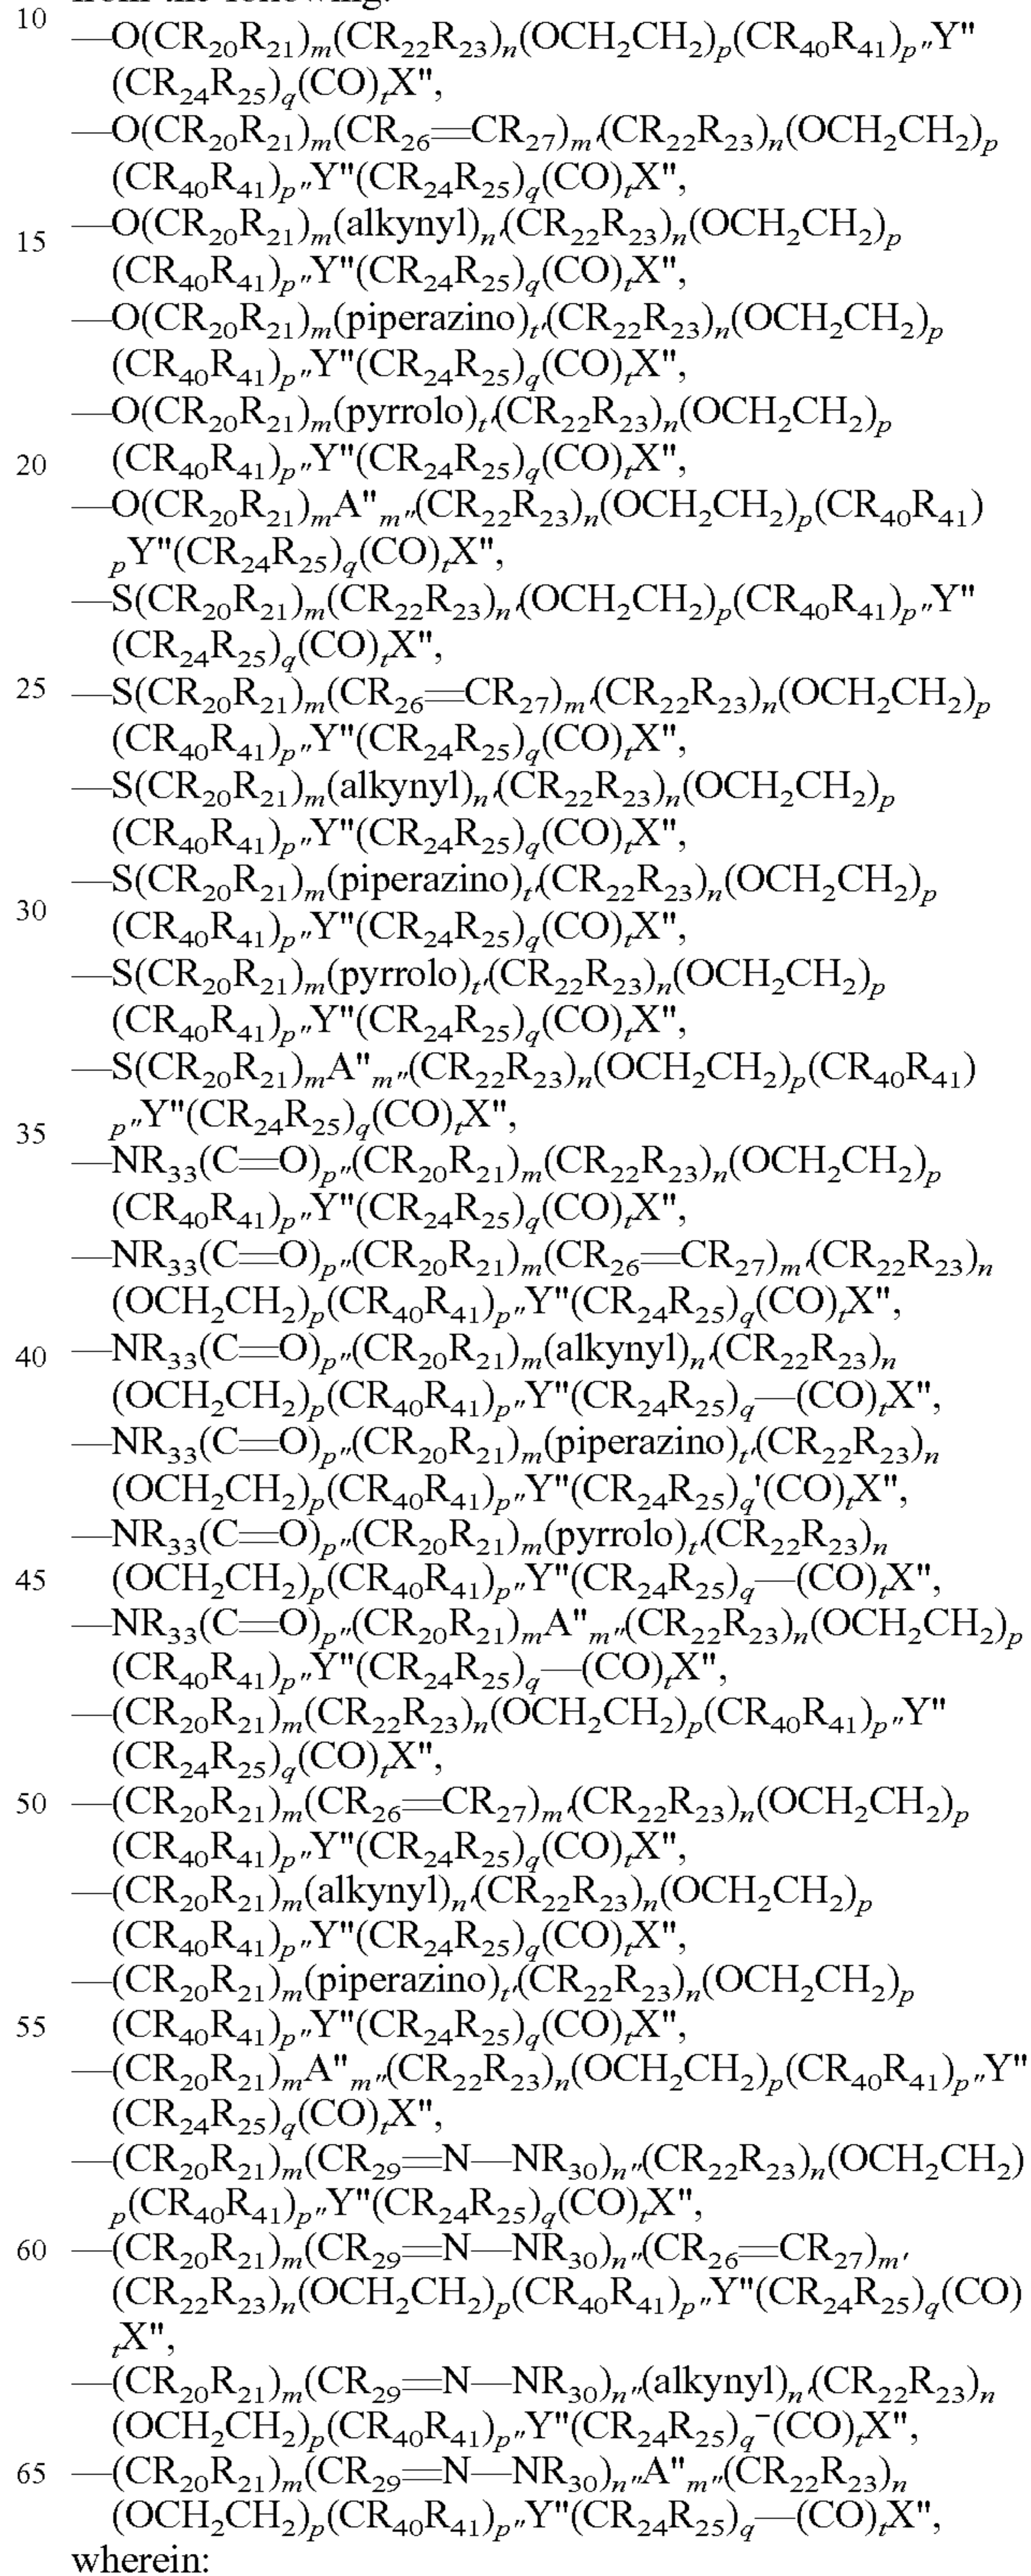 from the following:
10 —O(CR₂₀R₂₁)ₘ(CR₂₂R₂₃)ₙ(OCH₂CH₂)ₚ(CR₄₀R₄₁)ₚ"Y"
(CR₂₄R₂₅)q(CO)ₜX",
—O(CR₂₀R₂₁)ₘ(CR₂₆═CR₂₇)ₘ'(CR₂₂R₂₃)ₙ(OCH₂CH₂)ₚ
(CR₄₀R₄₁)ₚ"Y"(CR₂₄R₂₅)q(CO)ₜX",
15 —O(CR₂₀R₂₁)ₘ(alkynyl)ₙ'(CR₂₂R₂₃)ₙ(OCH₂CH₂)ₚ
(CR₄₀R₄₁)ₚ"Y"(CR₂₄R₂₅)q(CO)ₜX",
—O(CR₂₀R₂₁)ₘ(piperazino)ₜ'(CR₂₂R₂₃)ₙ(OCH₂CH₂)ₚ
(CR₄₀R₄₁)ₚ"Y"(CR₂₄R₂₅)q(CO)ₜX",
—O(CR₂₀R₂₁)ₘ(pyrrolo)ₜ'(CR₂₂R₂₃)ₙ(OCH₂CH₂)ₚ
20 (CR₄₀R₄₁)ₚ"Y"(CR₂₄R₂₅)q(CO)ₜX",
—O(CR₂₀R₂₁)ₘA"ₘ"(CR₂₂R₂₃)ₙ(OCH₂CH₂)ₚ(CR₄₀R₄₁)
ₚY"(CR₂₄R₂₅)q(CO)ₜX",
—S(CR₂₀R₂₁)ₘ(CR₂₂R₂₃)ₙ'(OCH₂CH₂)ₚ(CR₄₀R₄₁)ₚ"Y"
(CR₂₄R₂₅)q(CO)ₜX",
25 —S(CR₂₀R₂₁)ₘ(CR₂₆═CR₂₇)ₘ'(CR₂₂R₂₃)ₙ(OCH₂CH₂)ₚ
(CR₄₀R₄₁)ₚ"Y"(CR₂₄R₂₅)q(CO)ₜX",
—S(CR₂₀R₂₁)ₘ(alkynyl)ₙ'(CR₂₂R₂₃)ₙ(OCH₂CH₂)ₚ
(CR₄₀R₄₁)ₚ"Y"(CR₂₄R₂₅)q(CO)ₜX",
—S(CR₂₀R₂₁)ₘ(piperazino)ₜ'(CR₂₂R₂₃)ₙ(OCH₂CH₂)ₚ
30 (CR₄₀R₄₁)ₚ"Y"(CR₂₄R₂₅)q(CO)ₜX",
—S(CR₂₀R₂₁)ₘ(pyrrolo)ₜ'(CR₂₂R₂₃)ₙ(OCH₂CH₂)ₚ
(CR₄₀R₄₁)ₚ"Y"(CR₂₄R₂₅)q(CO)ₜX",
—S(CR₂₀R₂₁)ₘA"ₘ"(CR₂₂R₂₃)ₙ(OCH₂CH₂)ₚ(CR₄₀R₄₁)
35 ₚ"Y"(CR₂₄R₂₅)q(CO)ₜX",
—NR₃₃(C═O)ₚ"(CR₂₀R₂₁)ₘ(CR₂₂R₂₃)ₙ(OCH₂CH₂)ₚ
(CR₄₀R₄₁)ₚ"Y"(CR₂₄R₂₅)q(CO)ₜX",
—NR₃₃(C═O)ₚ"(CR₂₀R₂₁)ₘ(CR₂₆═CR₂₇)ₘ'(CR₂₂R₂₃)ₙ
(OCH₂CH₂)ₚ(CR₄₀R₄₁)ₚ"Y"(CR₂₄R₂₅)q(CO)ₜX",
40 —NR₃₃(C═O)ₚ"(CR₂₀R₂₁)ₘ(alkynyl)ₙ'(CR₂₂R₂₃)ₙ
(OCH₂CH₂)ₚ(CR₄₀R₄₁)ₚ"Y"(CR₂₄R₂₅)q—(CO)ₜX",
—NR₃₃(C═O)ₚ"(CR₂₀R₂₁)ₘ(piperazino)ₜ'(CR₂₂R₂₃)ₙ
(OCH₂CH₂)ₚ(CR₄₀R₄₁)ₚ"Y"(CR₂₄R₂₅)q'(CO)ₜX",
—NR₃₃(C═O)ₚ"(CR₂₀R₂₁)ₘ(pyrrolo)ₜ'(CR₂₂R₂₃)ₙ
45 (OCH₂CH₂)ₚ(CR₄₀R₄₁)ₚ"Y"(CR₂₄R₂₅)q—(CO)ₜX",
—NR₃₃(C═O)ₚ"(CR₂₀R₂₁)ₘA"ₘ"(CR₂₂R₂₃)ₙ(OCH₂CH₂)ₚ
(CR₄₀R₄₁)ₚ"Y"(CR₂₄R₂₅)q—(CO)ₜX",
—(CR₂₀R₂₁)ₘ(CR₂₂R₂₃)ₙ(OCH₂CH₂)ₚ(CR₄₀R₄₁)ₚ"Y"
(CR₂₄R₂₅)q(CO)ₜX",
50 —(CR₂₀R₂₁)ₘ(CR₂₆═CR₂₇)ₘ'(CR₂₂R₂₃)ₙ(OCH₂CH₂)ₚ
(CR₄₀R₄₁)ₚ"Y"(CR₂₄R₂₅)q(CO)ₜX",
—(CR₂₀R₂₁)ₘ(alkynyl)ₙ'(CR₂₂R₂₃)ₙ(OCH₂CH₂)ₚ
(CR₄₀R₄₁)ₚ"Y"(CR₂₄R₂₅)q(CO)ₜX",
—(CR₂₀R₂₁)ₘ(piperazino)ₜ'(CR₂₂R₂₃)ₙ(OCH₂CH₂)ₚ
55 (CR₄₀R₄₁)ₚ"Y"(CR₂₄R₂₅)q(CO)ₜX",
—(CR₂₀R₂₁)ₘA"ₘ"(CR₂₂R₂₃)ₙ(OCH₂CH₂)ₚ(CR₄₀R₄₁)ₚ"Y"
(CR₂₄R₂₅)q(CO)ₜX",
—(CR₂₀R₂₁)ₘ(CR₂₉═N—NR₃₀)ₙ"(CR₂₂R₂₃)ₙ(OCH₂CH₂)
ₚ(CR₄₀R₄₁)ₚ"Y"(CR₂₄R₂₅)q(CO)ₜX",
60 —(CR₂₀R₂₁)ₘ(CR₂₉═N—NR₃₀)ₙ"(CR₂₆═CR₂₇)ₘ'
(CR₂₂R₂₃)ₙ(OCH₂CH₂)ₚ(CR₄₀R₄₁)ₚ"Y"(CR₂₄R₂₅)q(CO)
ₜX",
—(CR₂₀R₂₁)ₘ(CR₂₉═N—NR₃₀)ₙ"(alkynyl)ₙ'(CR₂₂R₂₃)ₙ
(OCH₂CH₂)ₚ(CR₄₀R₄₁)ₚ"Y"(CR₂₄R₂₅)q⁻(CO)ₜX",
65 —(CR₂₀R₂₁)ₘ(CR₂₉═N—NR₃₀)ₙ"A"ₘ"(CR₂₂R₂₃)ₙ
(OCH₂CH₂)ₚ(CR₄₀R₄₁)ₚ"Y"(CR₂₄R₂₅)q—(CO)ₜX",
wherein: